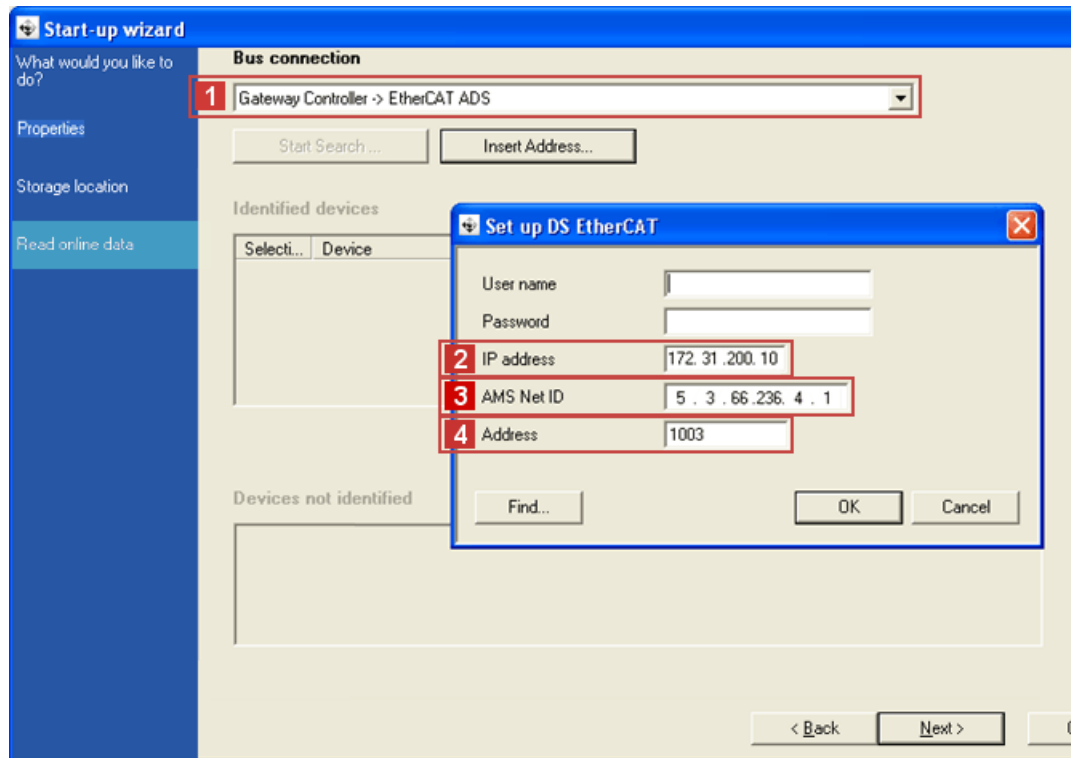 Start-up wizard
What would you like to
do?
Properties
Storage location
Read online data
Bus connection
1
Gateway Controller -> EtherCAT ADS
Start Search ...
Insert Address...
Identified devices
Selecti...
Device
Set up DS EtherCAT
User name
Password
2
IP address
172. 31 .200. 10
3
AMS Net ID
5 . 3 . 66 .236. 4 . 1
4
Address
1003
Find...
OK
Cancel
Devices not identified
< Back
Next >